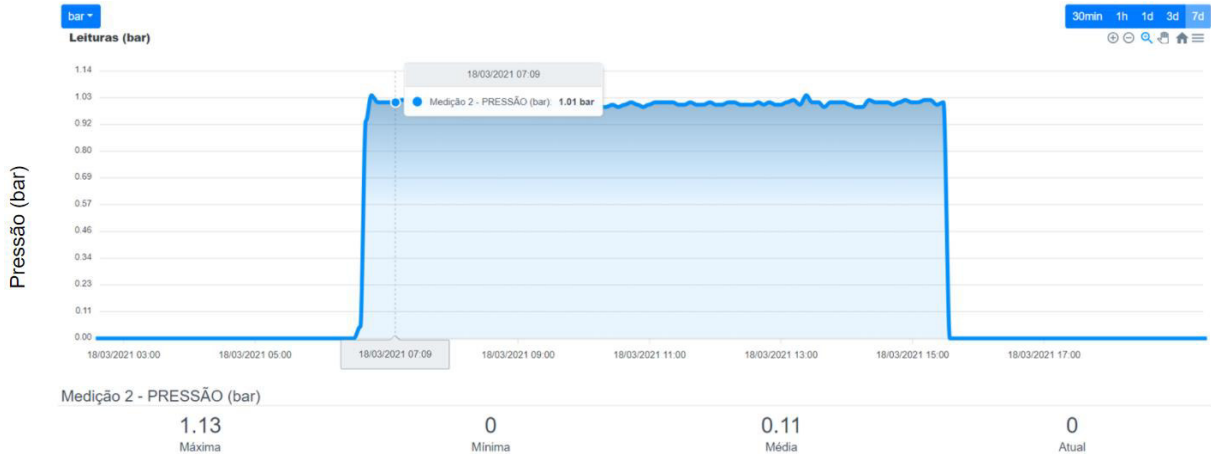 bar
30min 1h 1d 3d 7d
Leituras (bar)
Pressão (bar)
1.14
1.03
0.92
0.80
0.69
0.57
0.46
0.34
0.23
0.11
0.00
18/03/2021 07:09
Medição 2 - PRESSÃO (bar): 1.01 bar
18/03/2021 03:00 18/03/2021 05:00 18/03/2021 07:09 18/03/2021 09:00 18/03/2021 11:00 18/03/2021 13:00 18/03/2021 15:00 18/03/2021 17:00
Medição 2 - PRESSÃO (bar)
1.13 0 0.11 0
Máxima Mínima Média Atual